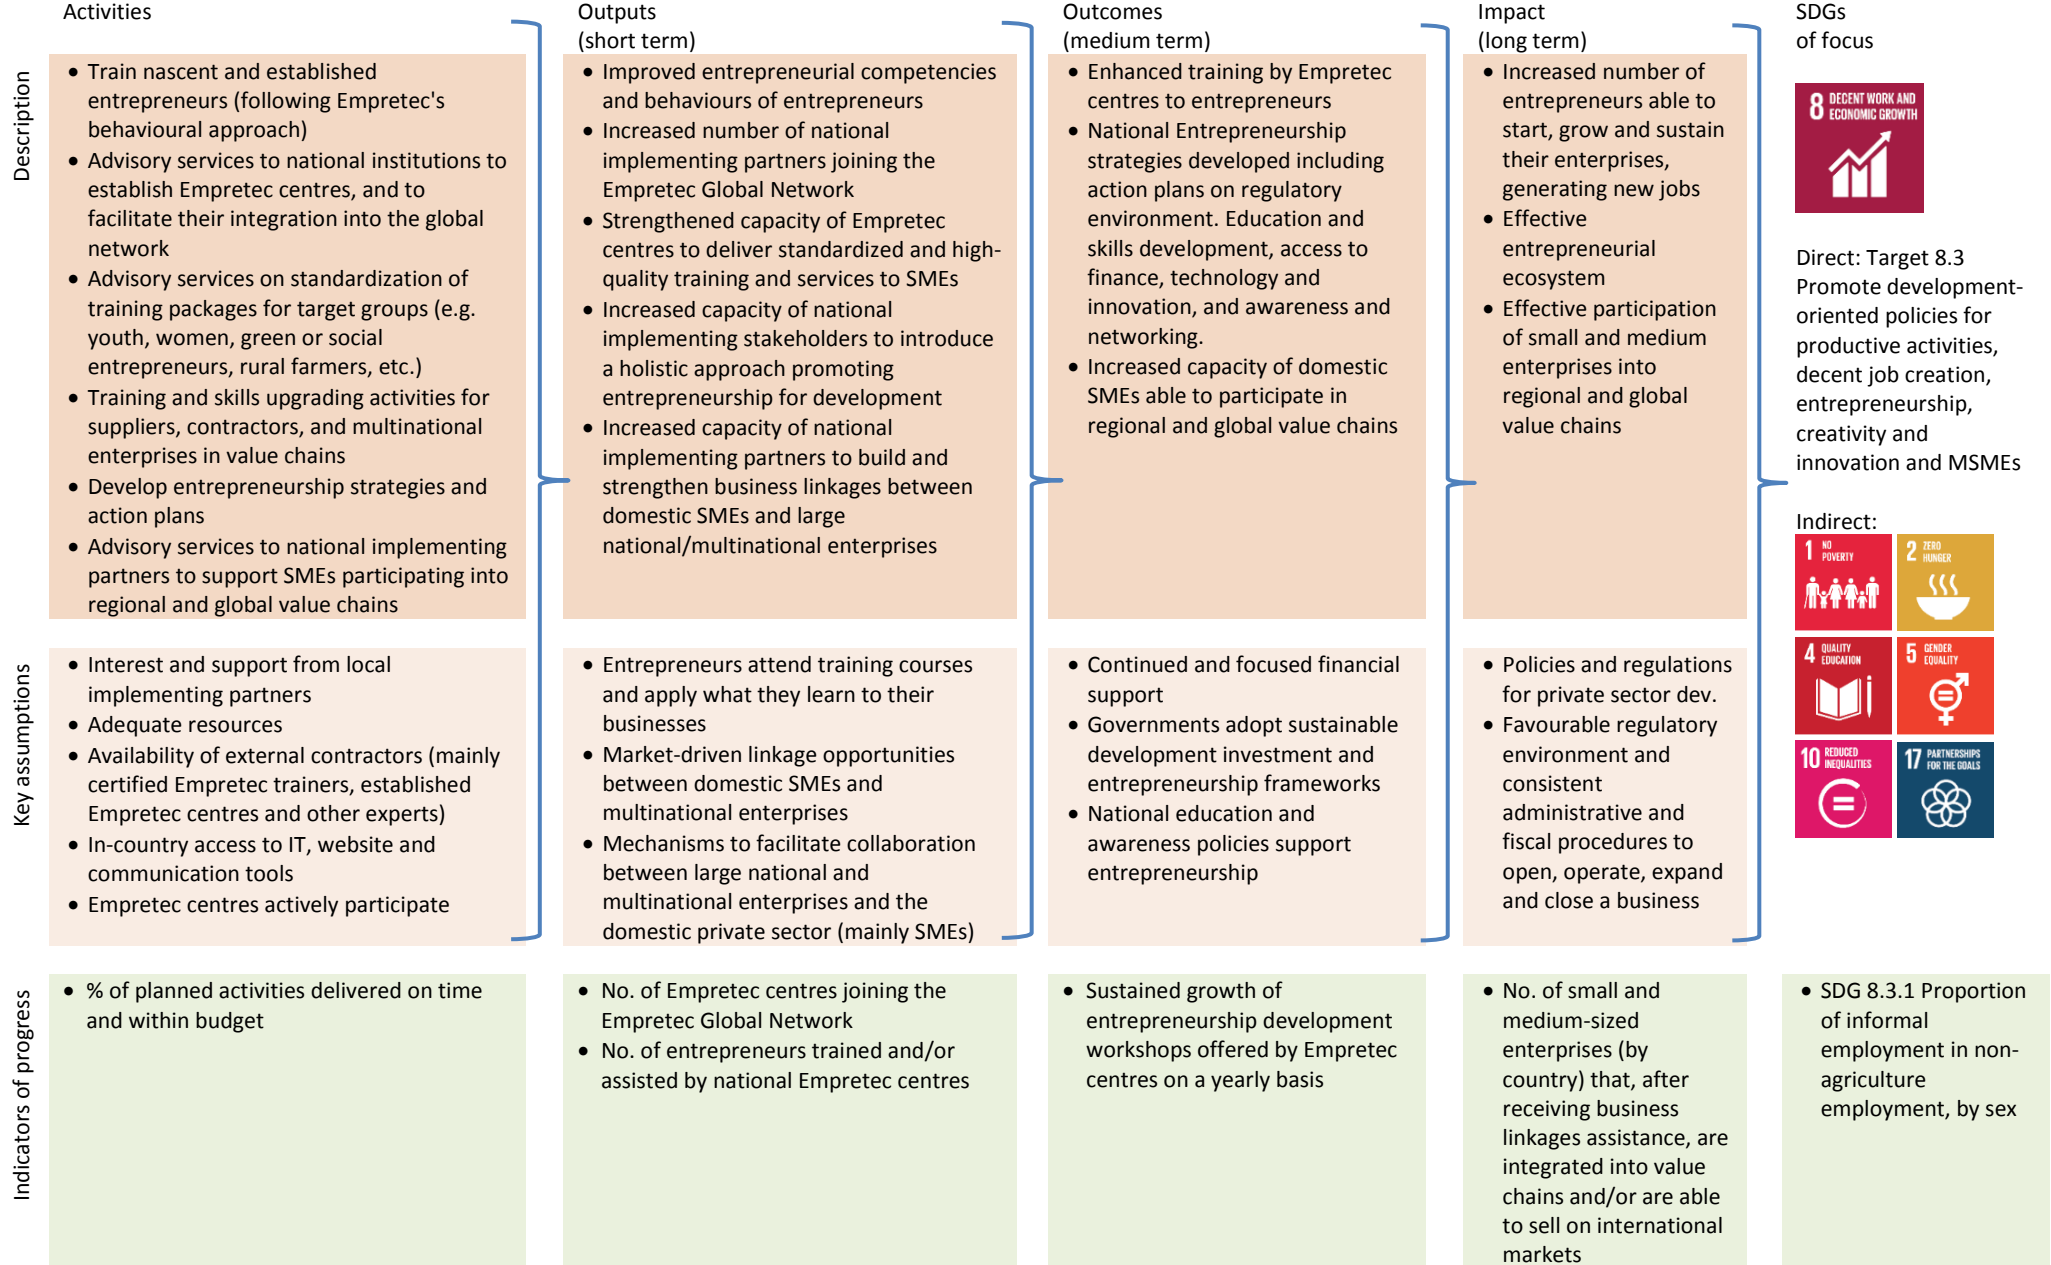 Activities
Outputs
(short term)
Outcomes
(medium term)
Impact
(long term)
SDGs
of focus
Description
• Train nascent and established
entrepreneurs (following Empretec's
behavioural approach)
• Advisory services to national institutions to
establish Empretec centres, and to
facilitate their integration into the global
network
• Advisory services on standardization of
training packages for target groups (e.g.
youth, women, green or social
entrepreneurs, rural farmers, etc.)
• Training and skills upgrading activities for
suppliers, contractors, and multinational
enterprises in value chains
• Develop entrepreneurship strategies and
action plans
• Advisory services to national implementing
partners to support SMEs participating into
regional and global value chains
• Improved entrepreneurial competencies
and behaviours of entrepreneurs
• Increased number of national
implementing partners joining the
Empretec Global Network
• Strengthened capacity of Empretec
centres to deliver standardized and high-
quality training and services to SMEs
• Increased capacity of national
implementing stakeholders to introduce
a holistic approach promoting
entrepreneurship for development
• Increased capacity of national
implementing partners to build and
strengthen business linkages between
domestic SMEs and large
national/multinational enterprises
• Enhanced training by Empretec
centres to entrepreneurs
• National Entrepreneurship
strategies developed including
action plans on regulatory
environment. Education and
skills development, access to
finance, technology and
innovation, and awareness and
networking.
• Increased capacity of domestic
SMEs able to participate in
regional and global value chains
• Increased number of
entrepreneurs able to
start, grow and sustain
their enterprises,
generating new jobs
• Effective
entrepreneurial
ecosystem
• Effective participation
of small and medium
enterprises into
regional and global
value chains
8 DECENT WORK AND
ECONOMIC GROWTH
Direct: Target 8.3
Promote development-
oriented policies for
productive activities,
decent job creation,
entrepreneurship,
creativity and
innovation and MSMEs
Indirect:
1 NO
POVERTY
2 ZERO
HUNGER
4 QUALITY
EDUCATION
5 GENDER
EQUALITY
10 REDUCED
INEQUALITIES
17 PARTNERSHIPS
FOR THE GOALS
Key assumptions
• Interest and support from local
implementing partners
• Adequate resources
• Availability of external contractors (mainly
certified Empretec trainers, established
Empretec centres and other experts)
• In-country access to IT, website and
communication tools
• Empretec centres actively participate
• Entrepreneurs attend training courses
and apply what they learn to their
businesses
• Market-driven linkage opportunities
between domestic SMEs and
multinational enterprises
• Mechanisms to facilitate collaboration
between large national and
multinational enterprises and the
domestic private sector (mainly SMEs)
• Continued and focused financial
support
• Governments adopt sustainable
development investment and
entrepreneurship frameworks
• National education and
awareness policies support
entrepreneurship
• Policies and regulations
for private sector dev.
• Favourable regulatory
environment and
consistent
administrative and
fiscal procedures to
open, operate, expand
and close a business
Indicators of progress
• % of planned activities delivered on time
and within budget
• No. of Empretec centres joining the
Empretec Global Network
• No. of entrepreneurs trained and/or
assisted by national Empretec centres
• Sustained growth of
entrepreneurship development
workshops offered by Empretec
centres on a yearly basis
• No. of small and
medium-sized
enterprises (by
country) that, after
receiving business
linkages assistance, are
integrated into value
chains and/or are able
to sell on international
markets
• SDG 8.3.1 Proportion
of informal
employment in non-
agriculture
employment, by sex